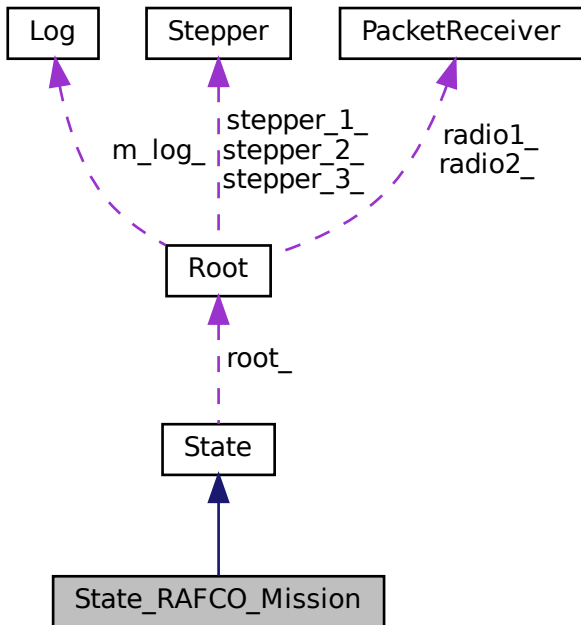 Log
Stepper
PacketReceiver
m_log_
stepper_1_
stepper_2_
stepper_3_
radio1_
radio2_
Root
root_
State
State_RAFCO_Mission